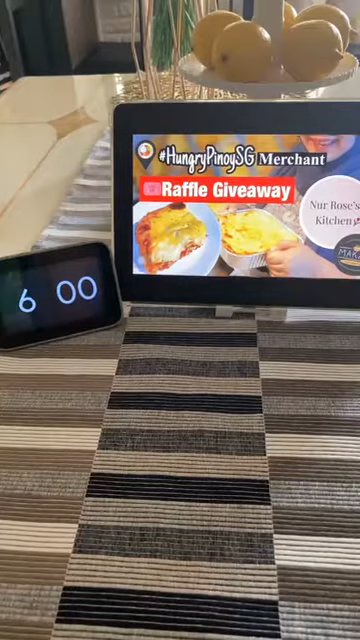 #HungryPinoySG Merchant
Raffle Giveaway
Nur Rose's
Kitchen
6 00